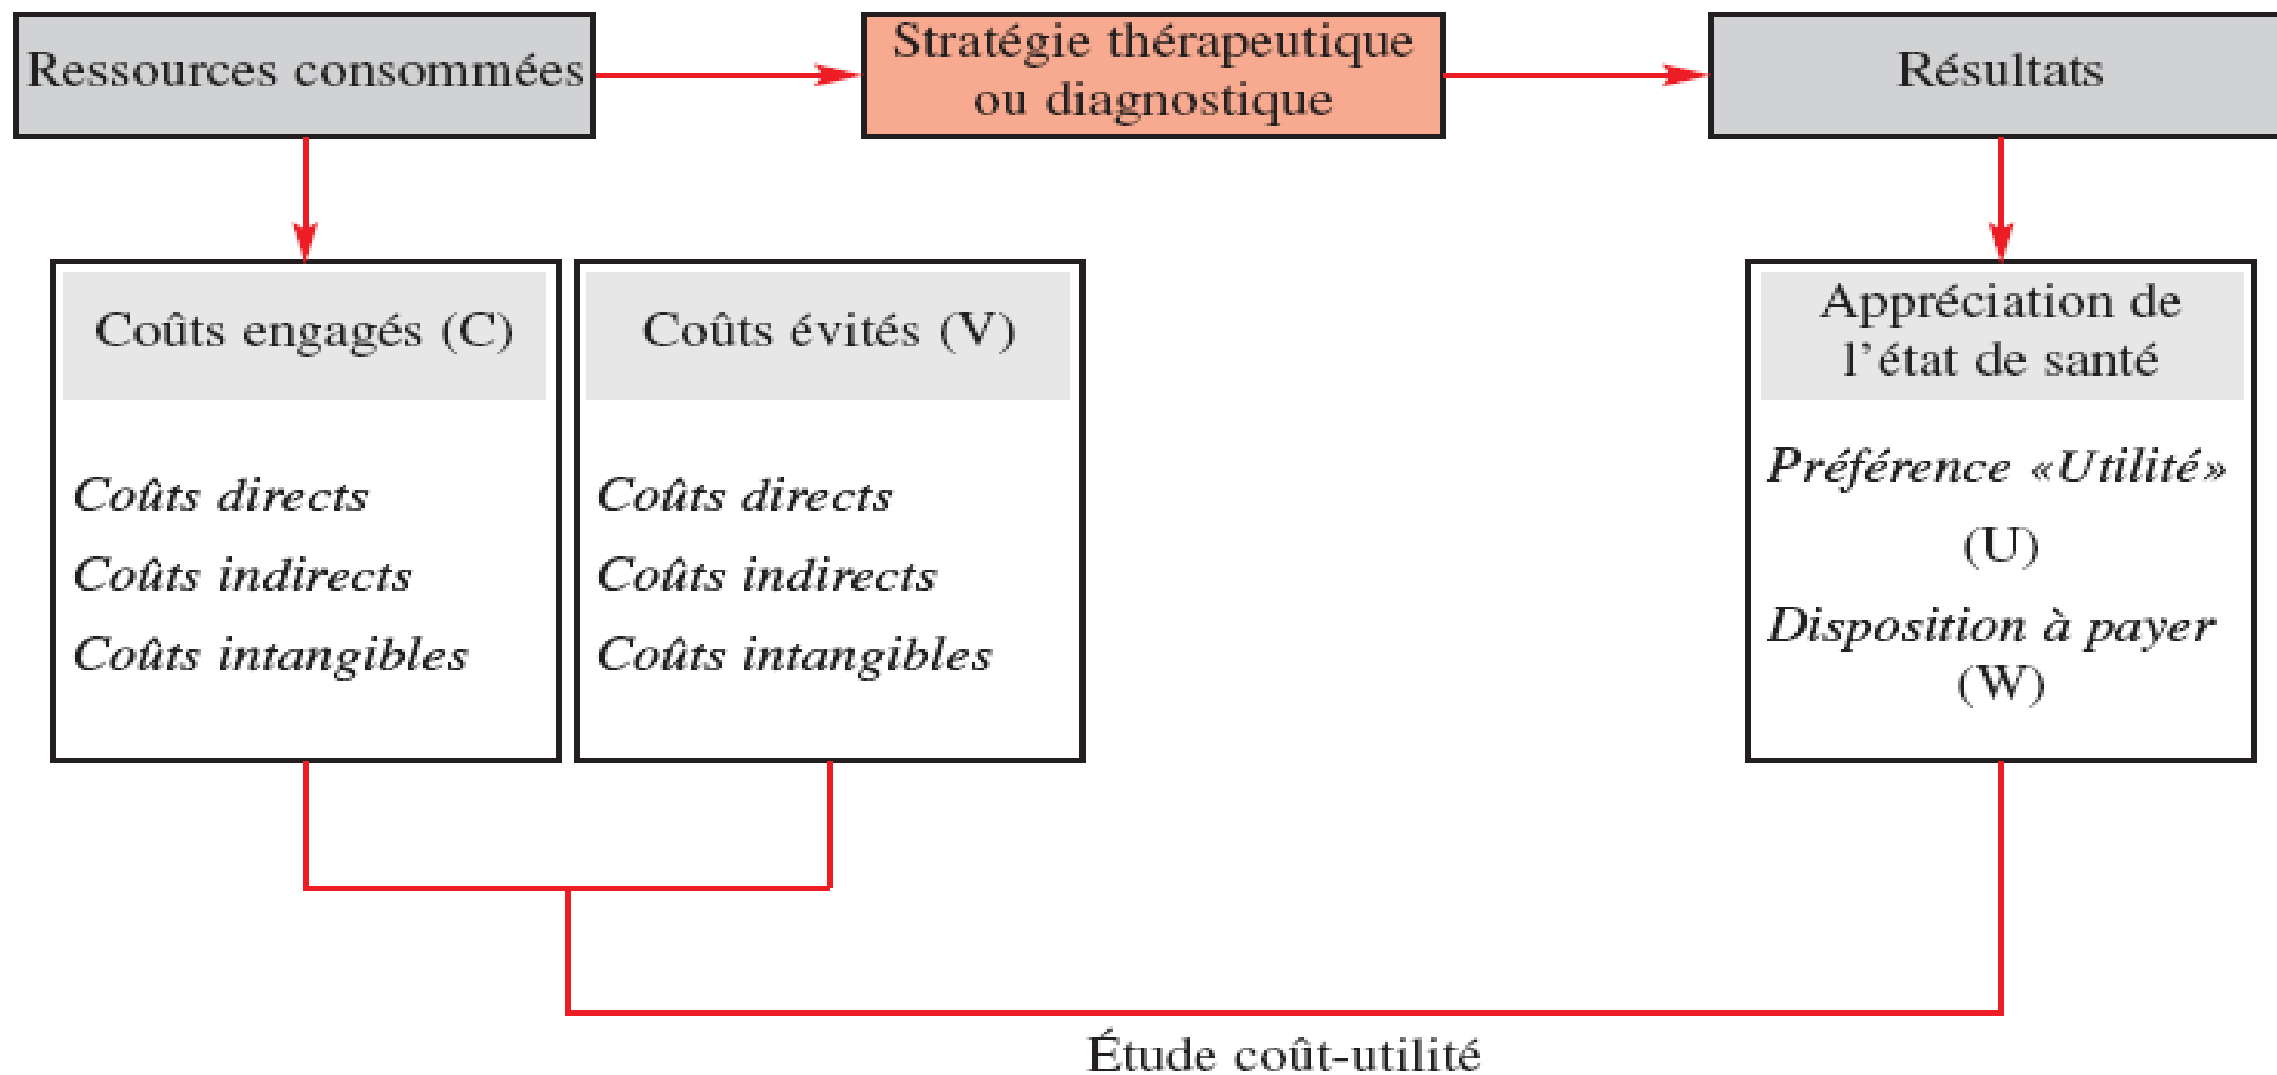 Ressources consommées
Stratégie thérapeutique
ou diagnostique
Résultats
Coûts engagés (C)
Coûts directs
Coûts indirects
Coûts intangibles
Coûts évités (V)
Coûts directs
Coûts indirects
Coûts intangibles
Appréciation de
l’état de santé
Préférence «Utilité»
(U)
Disposition à payer
(W)
Étude coût-utilité